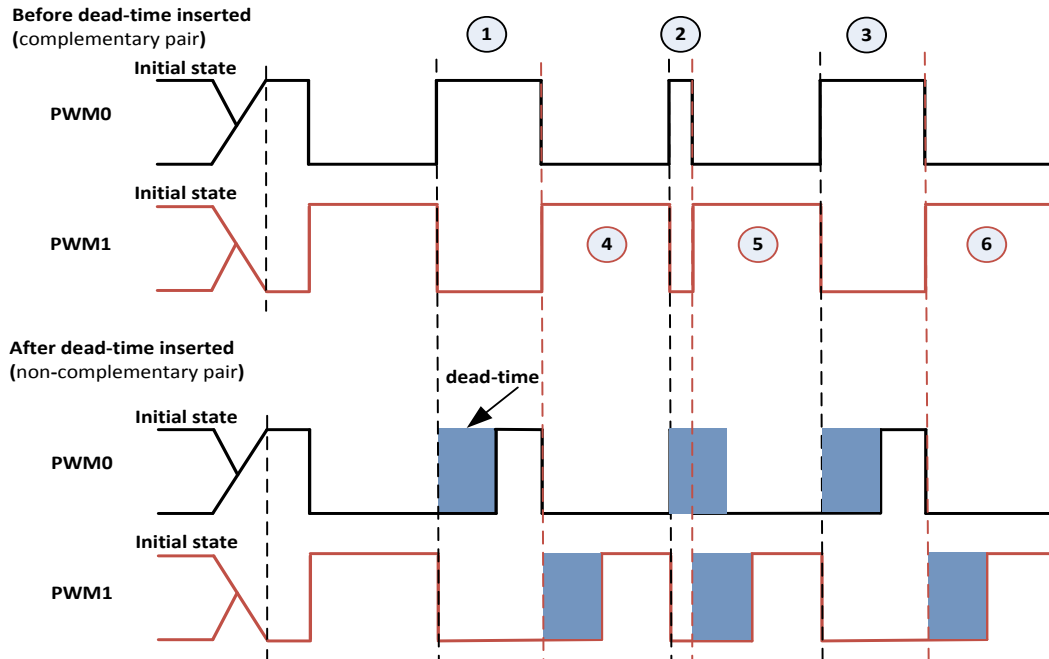 Before dead-time inserted
(complementary pair)
1
2
3
Initial state
PWM0
Initial state
PWM1
4
5
6
After dead-time inserted
(non-complementary pair)
dead-time
Initial state
PWM0
Initial state
PWM1